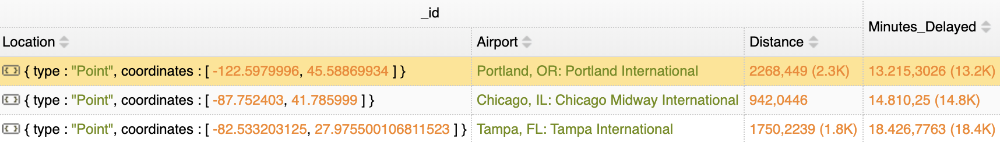 _id
Minutes_Delayed
Location Airport Distance
{ type : "Point", coordinates : [ -122.5979996, 45.58869934 ] } Portland, OR: Portland International 2268,449 (2.3K) 13.215,3026 (13.2K)
{ type : "Point", coordinates : [ -87.752403, 41.785999 ] } Chicago, IL: Chicago Midway International 942,0446 14.810,25 (14.8K)
{ type : "Point", coordinates : [ -82.533203125, 27.975500106811523 ] } Tampa, FL: Tampa International 1750,2239 (1.8K) 18.426,7763 (18.4K)